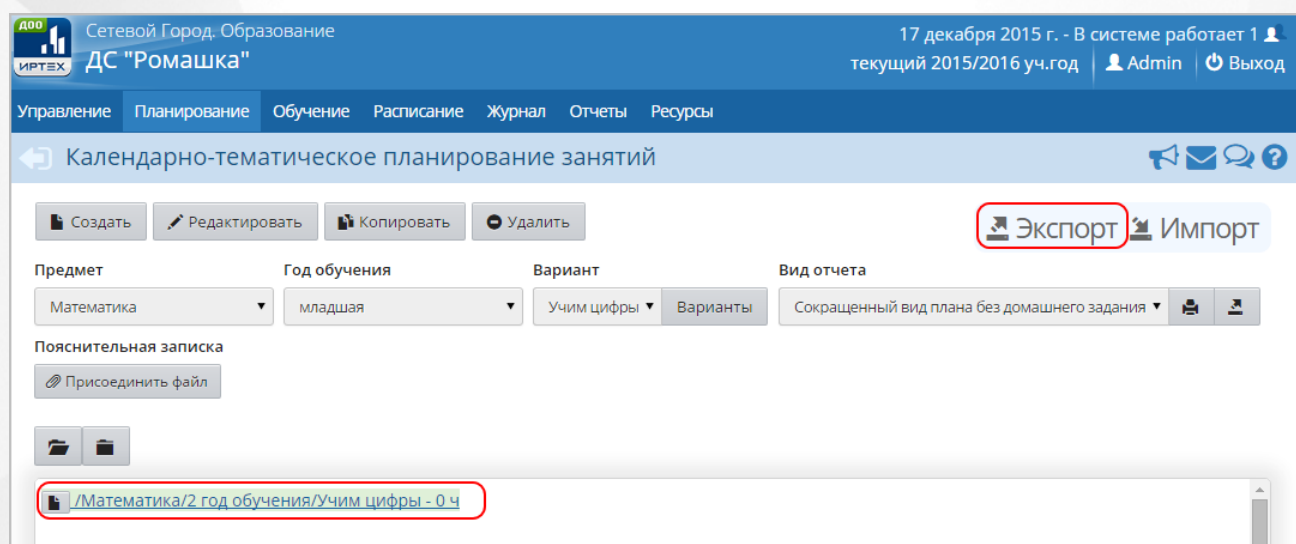 ДОО
ИРТЕХ
Сетевой Город. Образование
ДС "Ромашка"
17 декабря 2015 г. - В системе работает 1
текущий 2015/2016 уч.год Admin Выход
Управление Планирование Обучение Расписание Журнал Отчеты Ресурсы
Календарно-тематическое планирование занятий
Создать Редактировать Копировать Удалить Экспорт Импорт
Предмет Год обучения Вариант Вид отчета
Математика младшая Учим цифры Варианты Сокращенный вид плана без домашнего задания
Пояснительная записка
Присоединить файл
/Математика/2 год обучения/Учим цифры - 0 ч